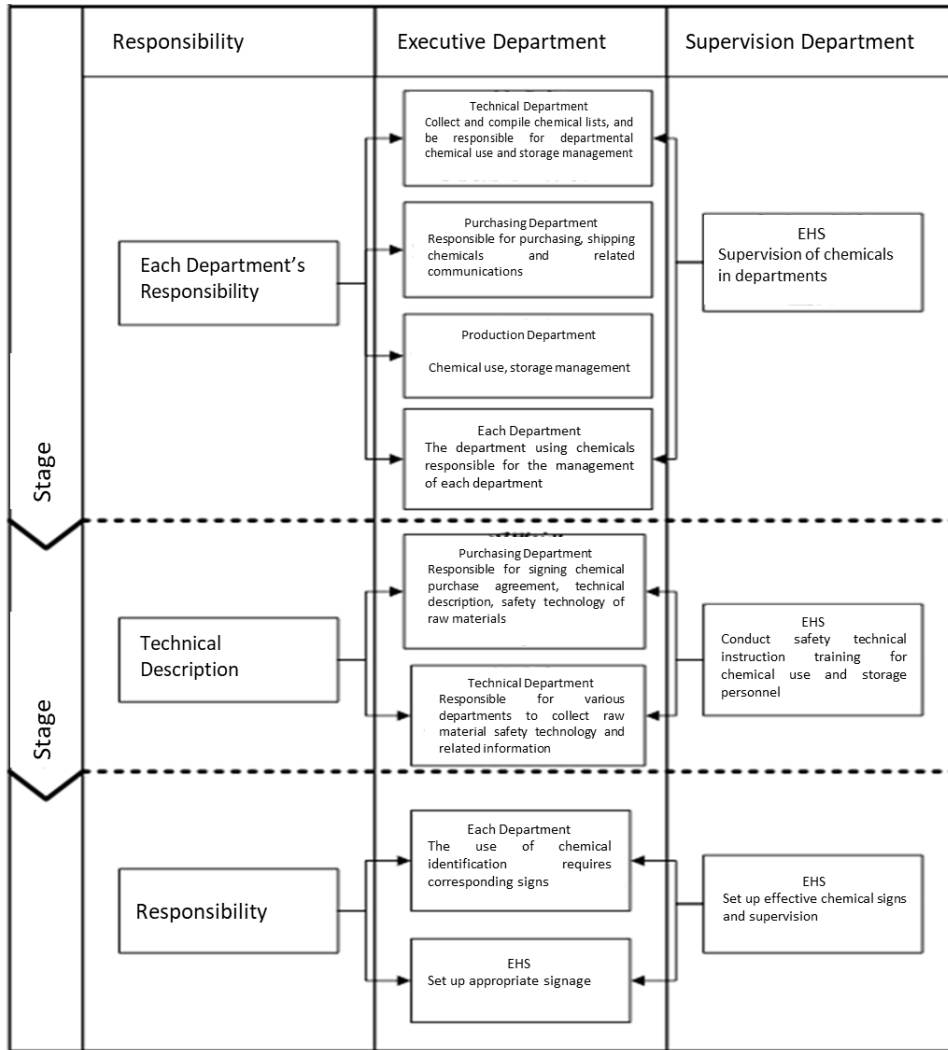 Responsibility
Executive Department
Supervision Department
Stage
Each Department’s
Responsibility
Technical Department
Collect and compile chemical lists, and
be responsible for departmental
chemical use and storage management
Purchasing Department
Responsible for purchasing, shipping
chemicals and related
communications
Production Department
Chemical use, storage management
Each Department
The department using chemicals
responsible for the management
of each department
EHS
Supervision of chemicals
in departments
Stage
Technical
Description
Purchasing Department
Responsible for signing chemical
purchase agreement, technical
description, safety technology of
raw materials
Technical Department
Responsible for various
departments to collect raw
material safety technology and
related information
EHS
Conduct safety technical
instruction training for
chemical use and storage
personnel
Responsibility
Each Department
The use of chemical
identification requires
corresponding signs
EHS
Set up appropriate signage
EHS
Set up effective chemical signs
and supervision